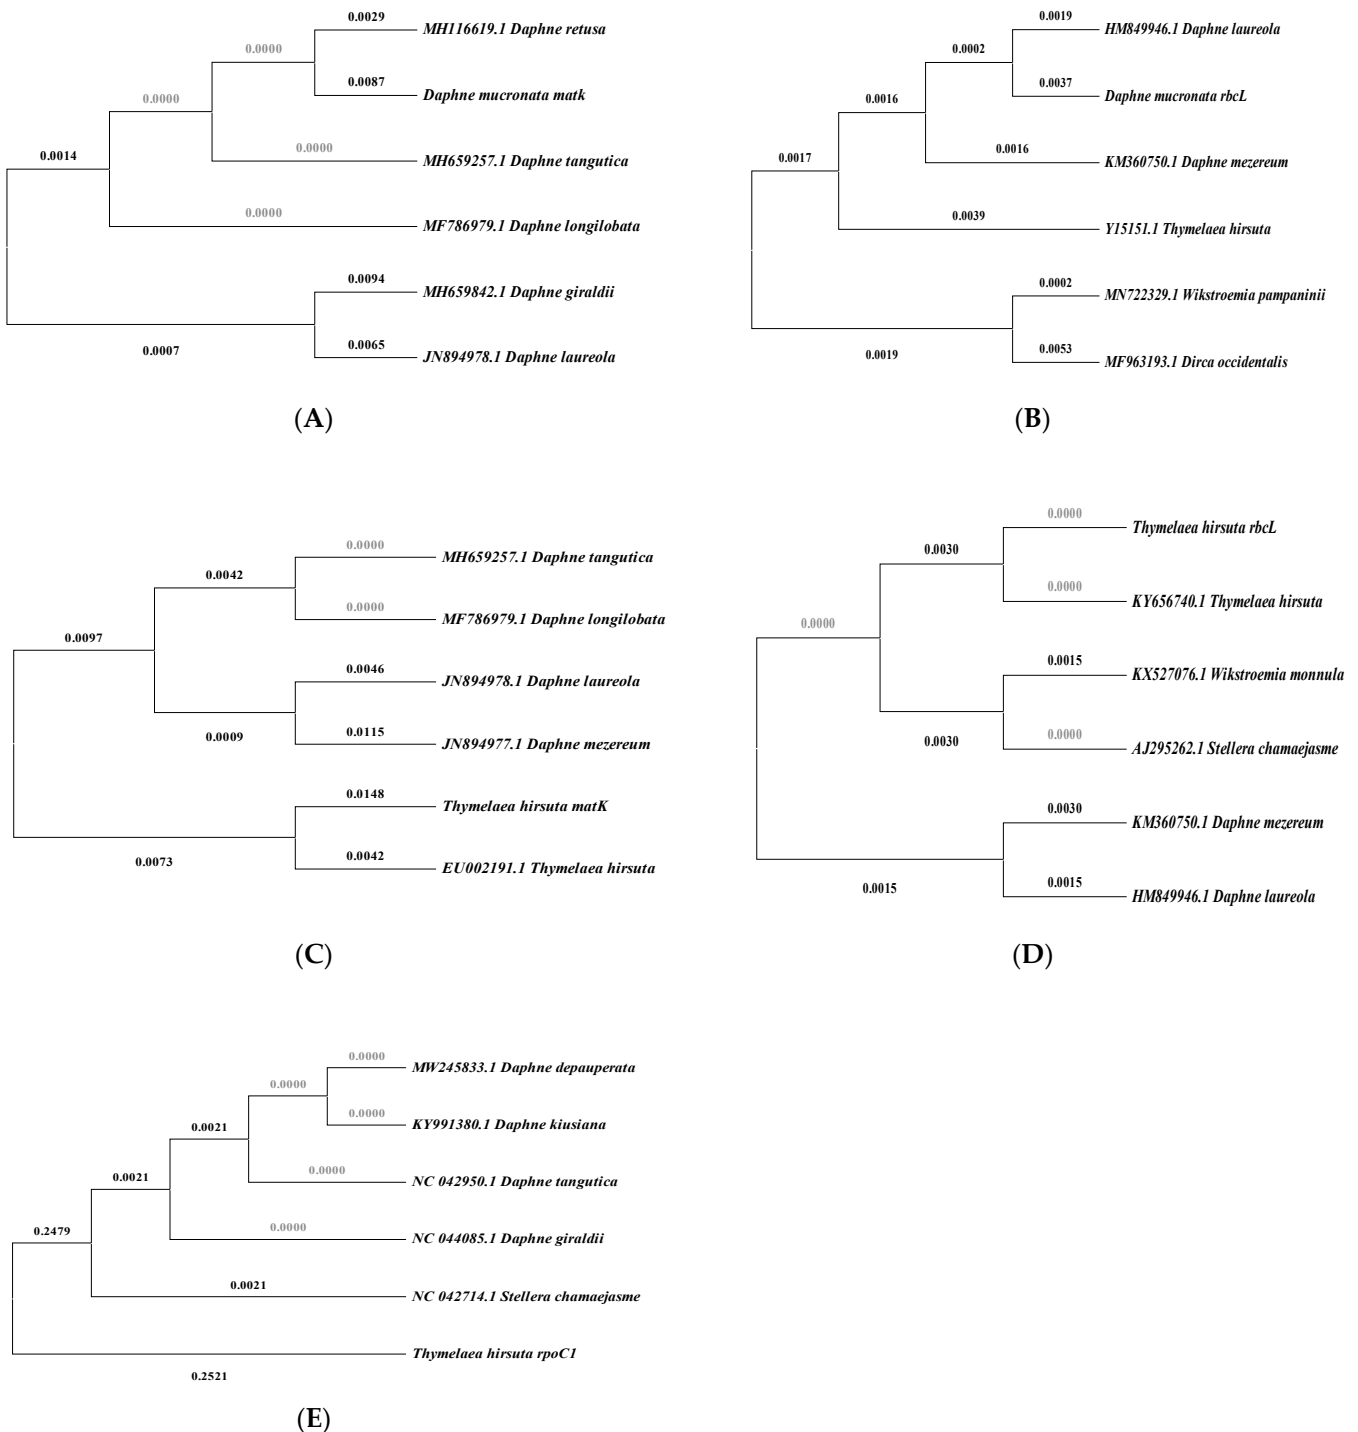 0.0029
MH116619.1 Daphne retusa
0.0000
0.0087
Daphne mucronata matk
0.0000
0.0000
MH659257.1 Daphne tangutica
0.0014
0.0000
MF786979.1 Daphne longilobata
0.0094
MH659842.1 Daphne giraldii
0.0007
0.0065
JN894978.1 Daphne laureola
(A)
0.0019
HM849946.1 Daphne laureola
0.0002
0.0037
Daphne mucronata rbcL
0.0016
0.0016
KM360750.1 Daphne mezereum
0.0017
0.0039
Y15151.1 Thymelaea hirsuta
0.0002
MN722329.1 Wikstroemia pampaninii
0.0019
0.0053
MF963193.1 Dirca occidentalis
(B)
0.0000
MH659257.1 Daphne tangutica
0.0042
0.0000
MF786979.1 Daphne longilobata
0.0097
0.0046
JN894978.1 Daphne laureola
0.0009
0.0115
JN894977.1 Daphne mezereum
0.0148
Thymelaea hirsuta matK
0.0073
0.0042
EU002191.1 Thymelaea hirsuta
(C)
0.0000
Thymelaea hirsuta rbcL
0.0030
0.0000
KY656740.1 Thymelaea hirsuta
0.0000
0.0015
KX527076.1 Wikstroemia monnula
0.0030
0.0000
AJ295262.1 Stellera chamaejasme
0.0030
KM360750.1 Daphne mezereum
0.0015
0.0015
HM849946.1 Daphne laureola
(D)
0.0000
MW245833.1 Daphne depauperata
0.0000
0.0000
KY991380.1 Daphne kiusiana
0.0021
0.0000
NC 042950.1 Daphne tangutica
0.0021
0.0000
NC 044085.1 Daphne giraldii
0.2479
0.0021
NC 042714.1 Stellera chamaejasme
Thymelaea hirsuta rpoC1
0.2521
(E)